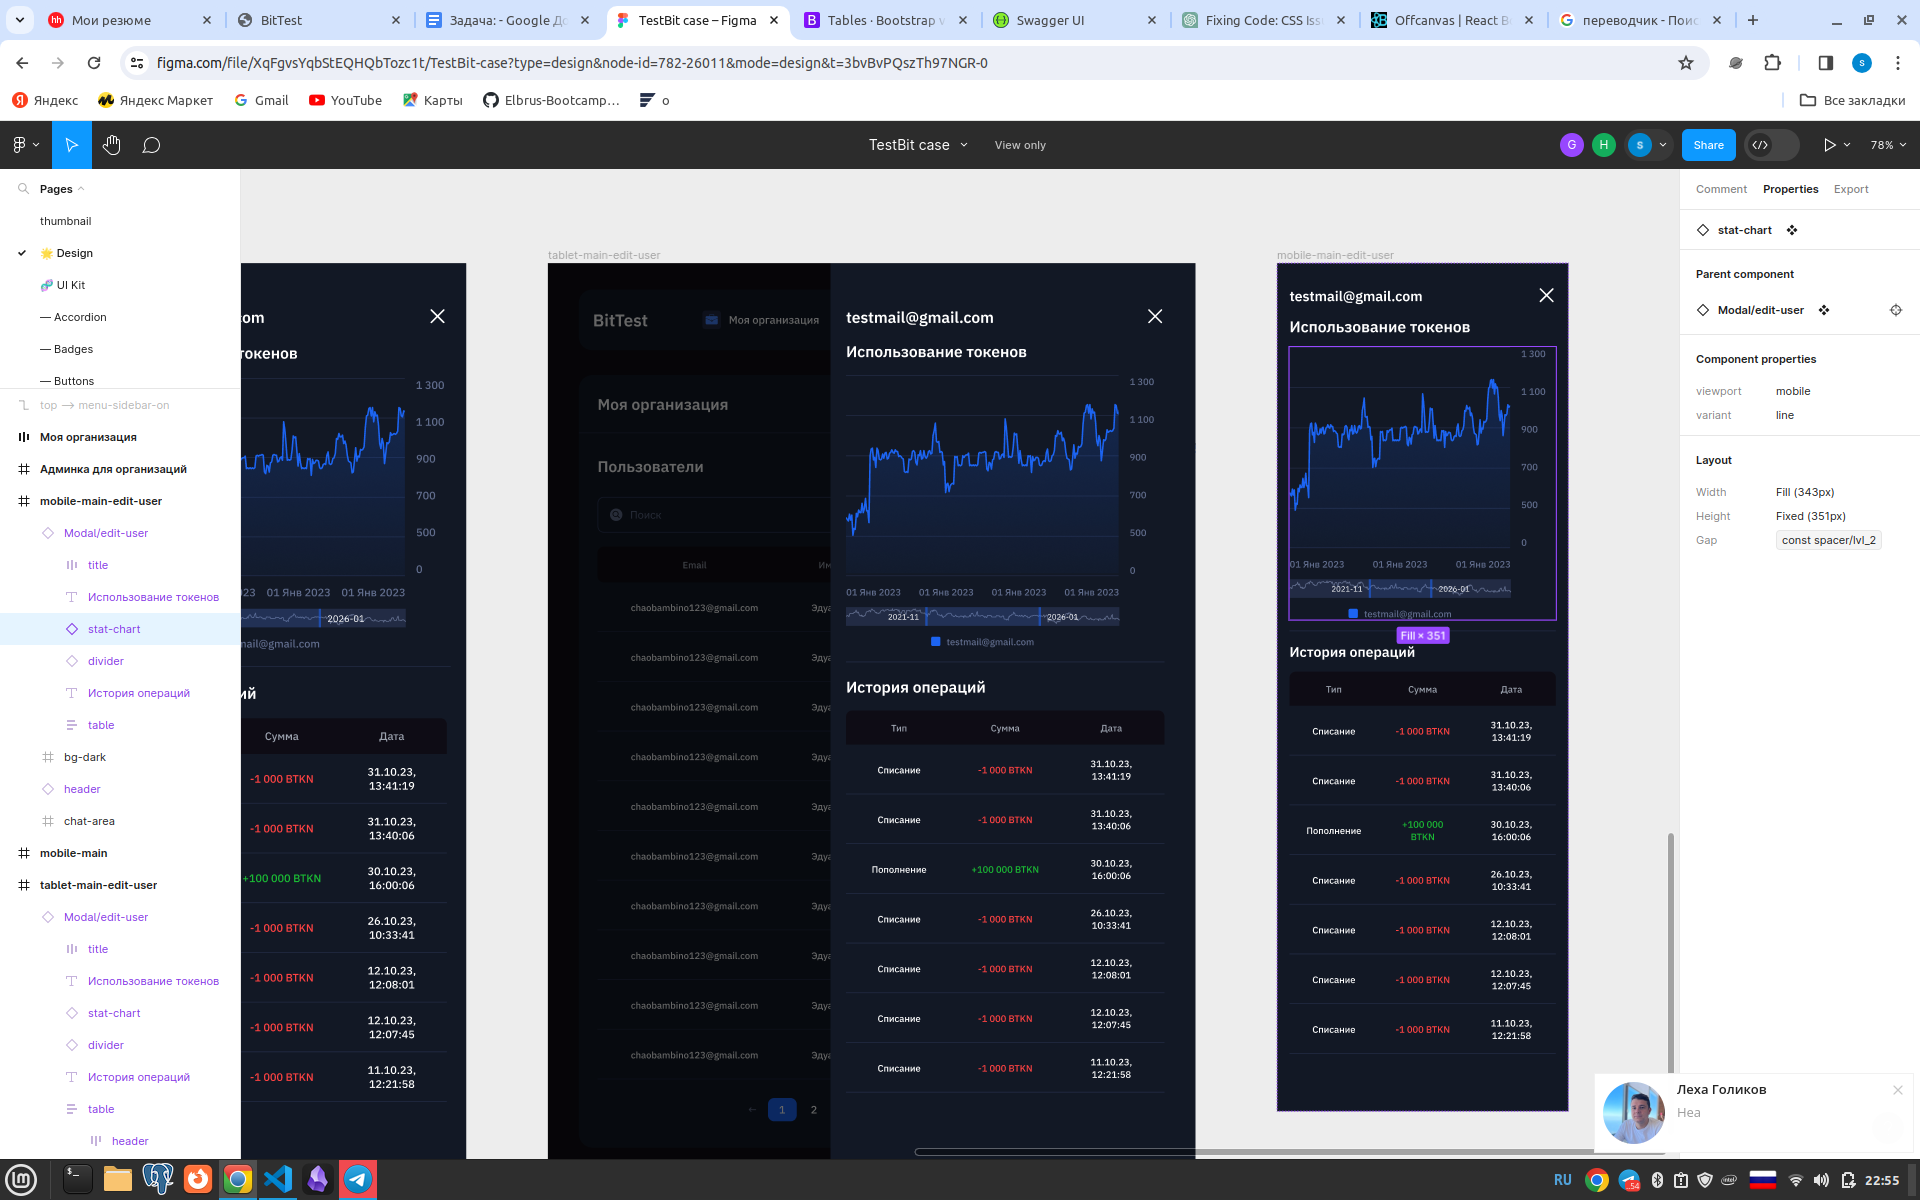 Мои резюме
BitTest
Задача: - Google Д
TestBit case – Figma
Tables · Bootstrap v
Swagger UI
Fixing Code: CSS Iss
Offcanvas | React B
переводчик - Пои
figma.com/file/XqFgvsYqbStEQHQbTozc1t/TestBit-case?type=design&node-id=782-26011&mode=design&t=3bvBvPQszTh97NGR-0
Яндекс
Яндекс Маркет
Gmail
YouTube
Карты
Elbrus-Bootcamp...
o
Все закладки
TestBit case
View only
G
H
S
Share
78%
Pages
thumbnail
🌟 Design
🧬 UI Kit
— Accordion
— Badges
— Buttons
top -> menu-sidebar-on
Моя организация
Админка для организаций
mobile-main-edit-user
Modal/edit-user
title
Использование токенов
stat-chart
divider
История операций
table
bg-dark
header
chat-area
mobile-main
tablet-main-edit-user
Modal/edit-user
title
Использование токенов
stat-chart
divider
История операций
table
header
com
токенов
1 300
1 100
900
700
500
0
23 01 Янв 2023 01 Янв 2023
2026-01
mail@gmail.com
ий
Сумма Дата
-1 000 BTKN 31.10.23, 13:41:19
-1 000 BTKN 31.10.23, 13:40:06
+100 000 BTKN 30.10.23, 16:00:06
-1 000 BTKN 26.10.23, 10:33:41
-1 000 BTKN 12.10.23, 12:08:01
-1 000 BTKN 12.10.23, 12:07:45
-1 000 BTKN 11.10.23, 12:21:58
tablet-main-edit-user
BitTest
Моя организация
Моя организация
Пользователи
Поиск
Email Им
chaobambino123@gmail.com Эдуа
chaobambino123@gmail.com Эдуа
chaobambino123@gmail.com Эдуа
chaobambino123@gmail.com Эдуа
chaobambino123@gmail.com Эдуа
chaobambino123@gmail.com Эдуа
chaobambino123@gmail.com Эдуа
chaobambino123@gmail.com Эдуа
chaobambino123@gmail.com Эдуа
chaobambino123@gmail.com Эдуа
← 1 2
testmail@gmail.com
Использование токенов
1 300
1 100
900
700
500
0
01 Янв 2023 01 Янв 2023 01 Янв 2023 01 Янв 2023
2021-11 2026-01
testmail@gmail.com
История операций
Тип Сумма Дата
Списание -1 000 BTKN 31.10.23, 13:41:19
Списание -1 000 BTKN 31.10.23, 13:40:06
Пополнение +100 000 BTKN 30.10.23, 16:00:06
Списание -1 000 BTKN 26.10.23, 10:33:41
Списание -1 000 BTKN 12.10.23, 12:08:01
Списание -1 000 BTKN 12.10.23, 12:07:45
Списание -1 000 BTKN 11.10.23, 12:21:58
mobile-main-edit-user
testmail@gmail.com
Использование токенов
1 300
1 100
900
700
500
0
01 Янв 2023 01 Янв 2023 01 Янв 2023
2021-11 2026-01
testmail@gmail.com
Fill × 351
История операций
Тип Сумма Дата
Списание -1 000 BTKN 31.10.23, 13:41:19
Списание -1 000 BTKN 31.10.23, 13:40:06
Пополнение +100 000 BTKN 30.10.23, 16:00:06
Списание -1 000 BTKN 26.10.23, 10:33:41
Списание -1 000 BTKN 12.10.23, 12:08:01
Списание -1 000 BTKN 12.10.23, 12:07:45
Списание -1 000 BTKN 11.10.23, 12:21:58
Comment Properties Export
stat-chart
Parent component
Modal/edit-user
Component properties
viewport mobile
variant line
Layout
Width Fill (343px)
Height Fixed (351px)
Gap const spacer/lvl_2
Леха Голиков
Неа
RU
22:55